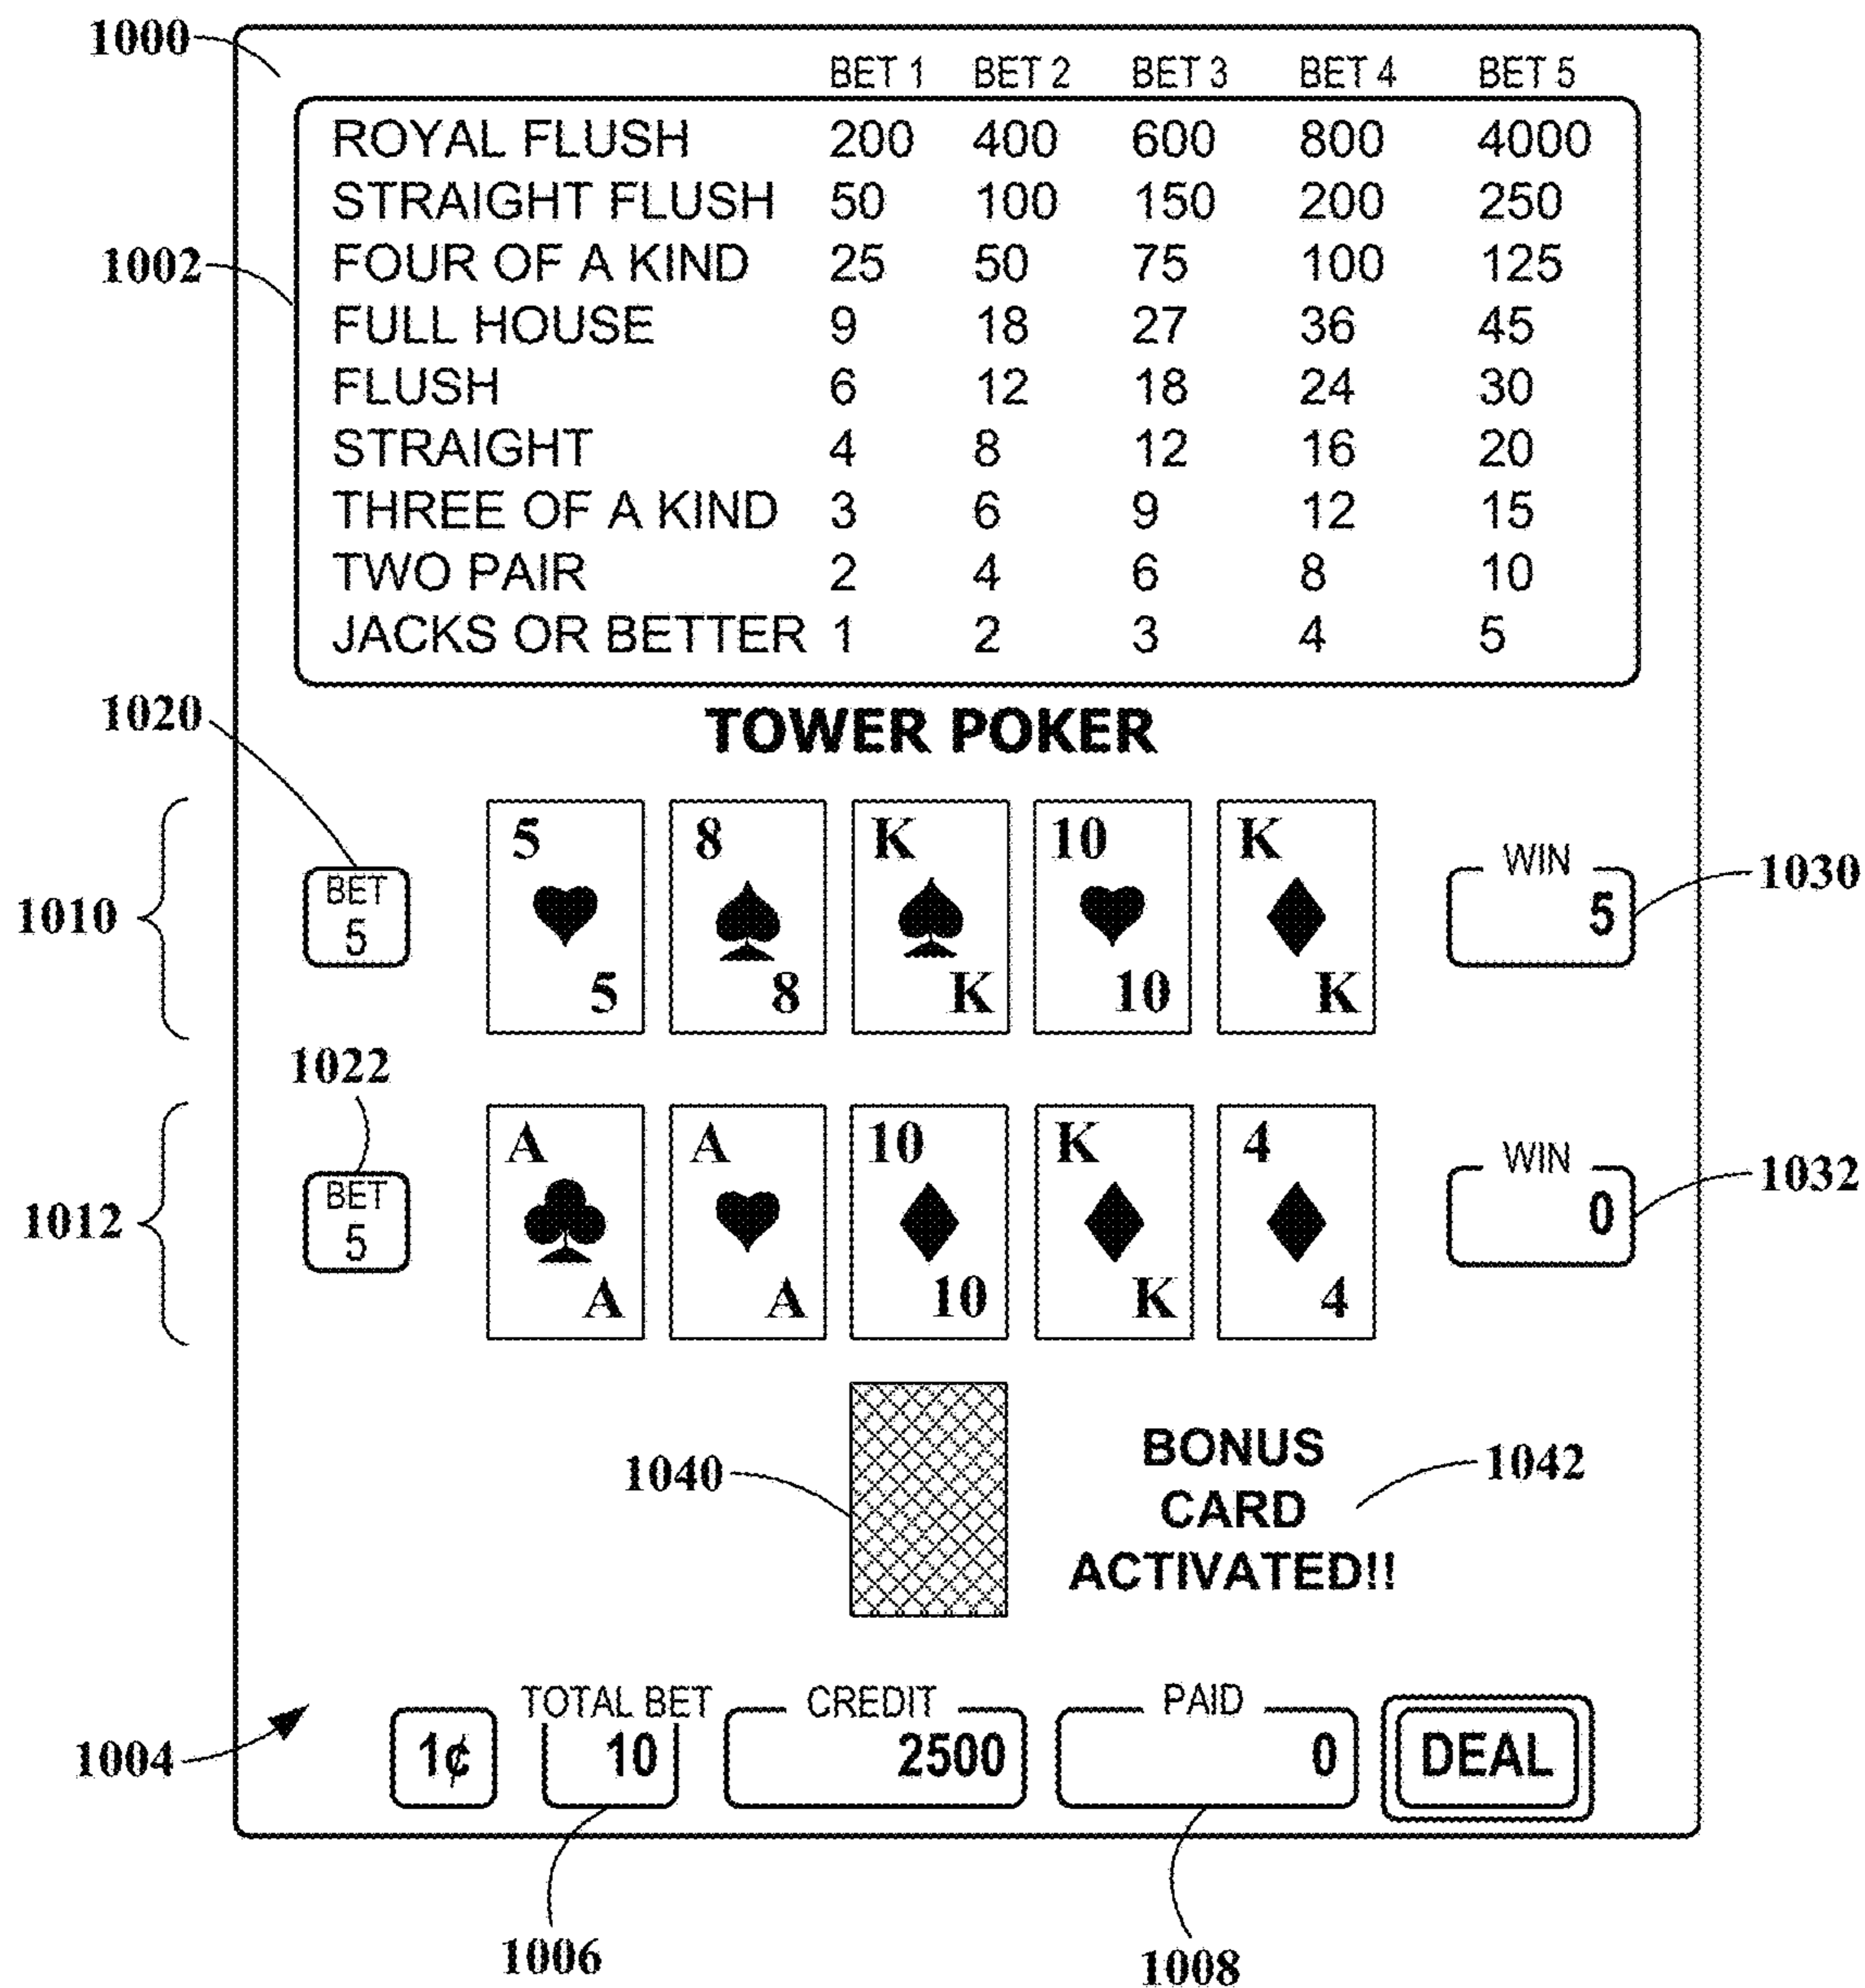 1000
BET 1 BET 2 BET 3 BET 4 BET 5
ROYAL FLUSH 200 400 600 800 4000
STRAIGHT FLUSH 50 100 150 200 250
1002 FOUR OF A KIND 25 50 75 100 125
FULL HOUSE 9 18 27 36 45
FLUSH 6 12 18 24 30
STRAIGHT 4 8 12 16 20
THREE OF A KIND 3 6 9 12 15
TWO PAIR 2 4 6 8 10
JACKS OR BETTER 1 2 3 4 5
1020
TOWER POKER
5 8 K 10 K
WIN
1030
BET
1010 5 5
5 8 K 10 K
1022
A A 10 K 4
WIN
1032
BET
1012 5 0
A A 10 K 4
BONUS
1040 1042
CARD
ACTIVATED!!
TOTAL BET CREDIT PAID
1004 1¢ 10 2500 0 DEAL
1006 1008